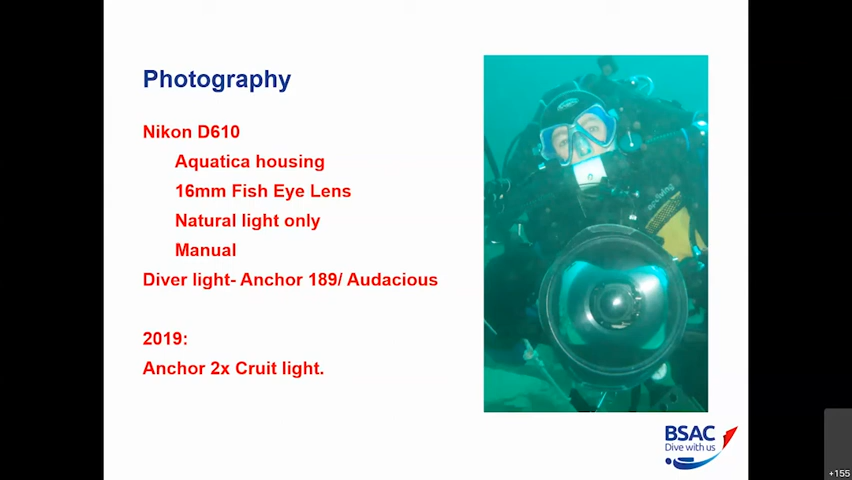 Photography
Nikon D610
Aquatica housing
16mm Fish Eye Lens
Natural light only
Manual
Diver light- Anchor 189/ Audacious
2019:
Anchor 2x Cruit light.
BSAC
Dive with us
+155